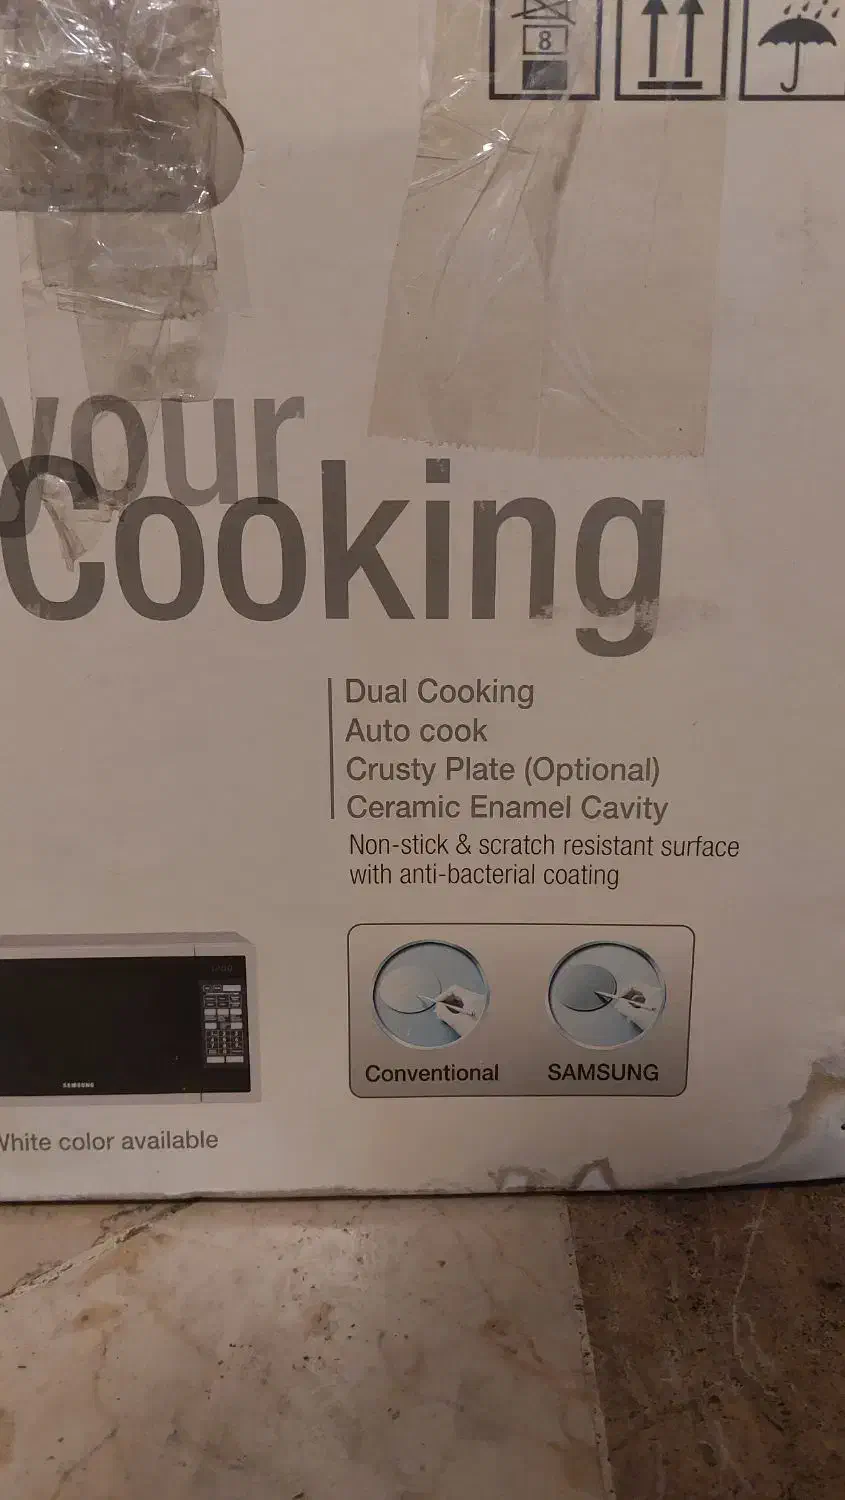 8
your
Cooking
Dual Cooking
Auto cook
Crusty Plate (Optional)
Ceramic Enamel Cavity
Non-stick & scratch resistant surface
with anti-bacterial coating
SAMSUNG
Conventional
SAMSUNG
White color available